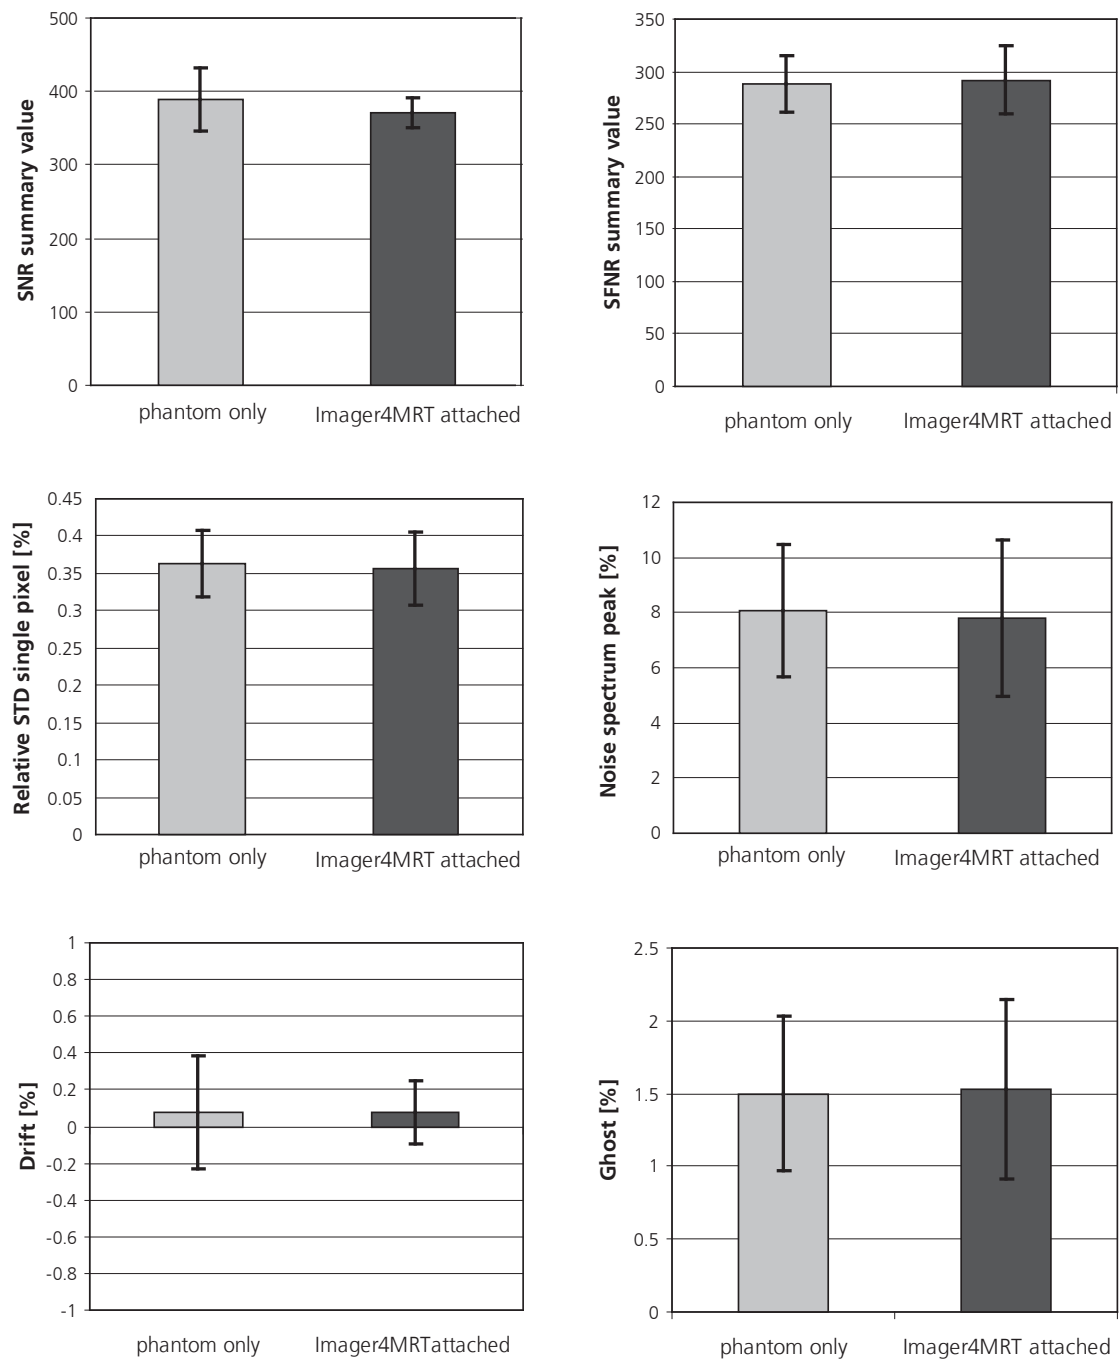 SNR summary value
500
400
300
200
100
0
phantom only
Imager4MRT attached
SFNR summary value
350
300
250
200
150
100
50
0
phantom only
Imager4MRT attached
Relative STD single pixel [%]
0.45
0.4
0.35
0.3
0.25
0.2
0.15
0.1
0.05
0
phantom only
Imager4MRT attached
Noise spectrum peak [%]
12
10
8
6
4
2
0
phantom only
Imager4MRT attached
Drift [%]
1
0.8
0.6
0.4
0.2
0
-0.2
-0.4
-0.6
-0.8
-1
phantom only
Imager4MRTattached
Ghost [%]
2.5
2
1.5
1
0.5
0
phantom only
Imager4MRT attached